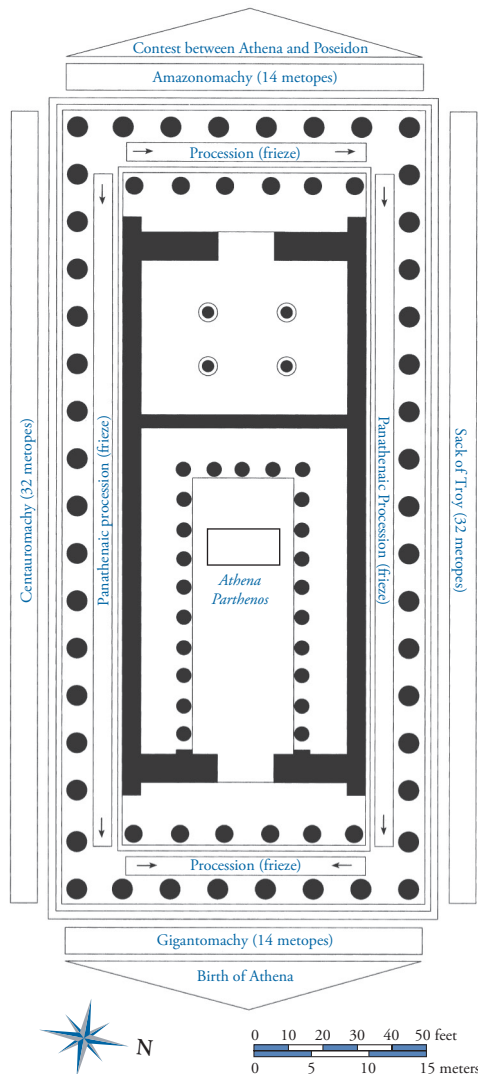 Contest between Athena and Poseidon
Amazonomachy (14 metopes)
Procession (frieze)
Centauromachy (32 metopes)
Panathenaic procession (frieze)
Panathenaic Procession (frieze)
Sack of Troy (32 metopes)
Athena
Parthenos
Procession (frieze)
Gigantomachy (14 metopes)
Birth of Athena
N
0 10 20 30 40 50 feet
0 5 10 15 meters